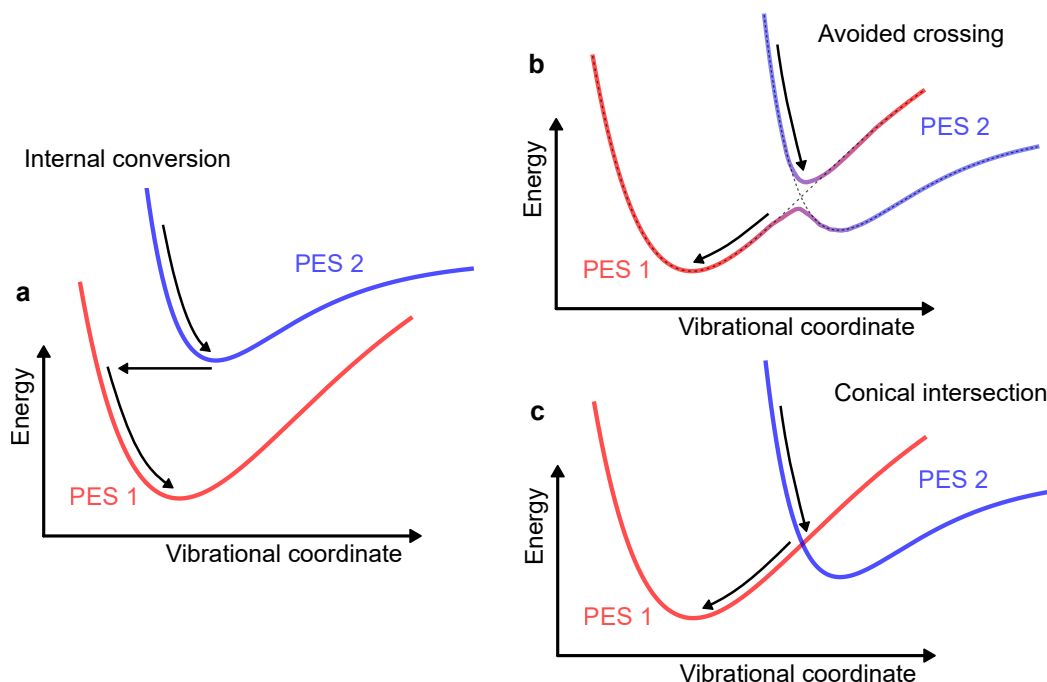 Internal conversion
a
PES 2
PES 1
Energy
Vibrational coordinate
b
Avoided crossing
PES 2
PES 1
Energy
Vibrational coordinate
c
Conical intersection
PES 2
PES 1
Energy
Vibrational coordinate